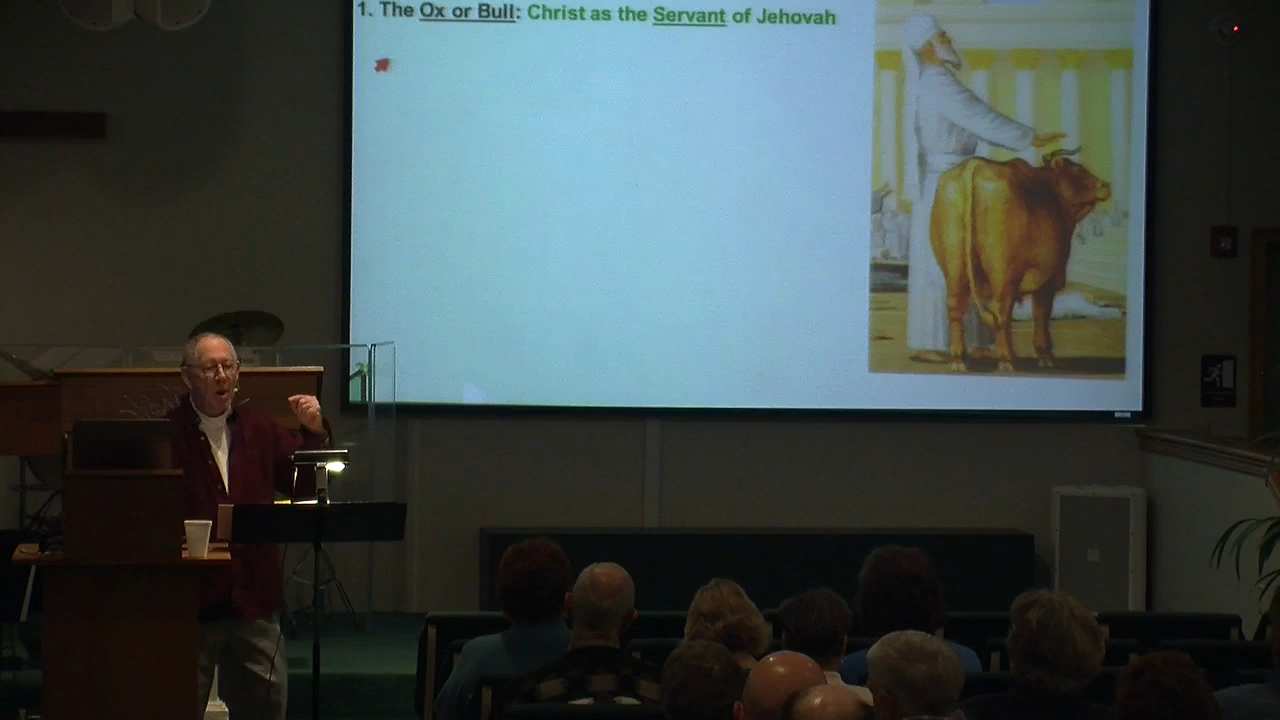 1. The Ox or Bull: Christ as the Servant of Jehovah